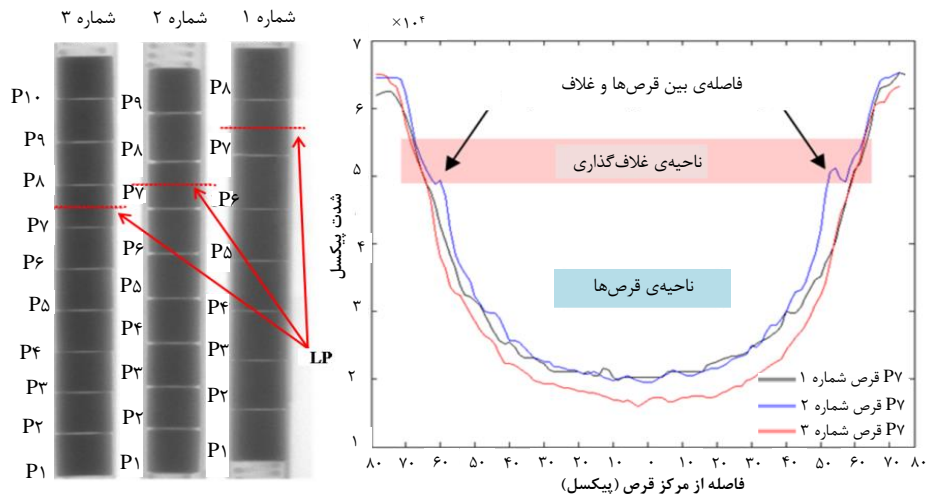 شماره ۳
شماره ۲
شماره ۱
P۱۰
P۹
P۸
P۷
P۶
P۵
P۴
P۳
P۲
P۱
P۹
P۸
P۷
P۶
P۵
P۴
P۳
P۲
P۱
P۸
P۷
P۶
P۵
P۴
P۳
P۲
P۱
LP
×۱۰⁴
۷
۶
۵
۴
۳
۲
۱
شدت پیکسل
فاصله‌ی بین قرص‌ها و غلاف
ناحیه‌ی غلاف‌گذاری
ناحیه‌ی قرص‌ها
P۷ قرص شماره ۱
P۷ قرص شماره ۲
P۷ قرص شماره ۳
۸۰ ۷۰ ۶۰ ۵۰ ۴۰ ۳۰ ۲۰ ۱۰ ۰ ۱۰ ۲۰ ۳۰ ۴۰ ۵۰ ۶۰ ۷۰ ۸۰
فاصله از مرکز قرص (پیکسل)